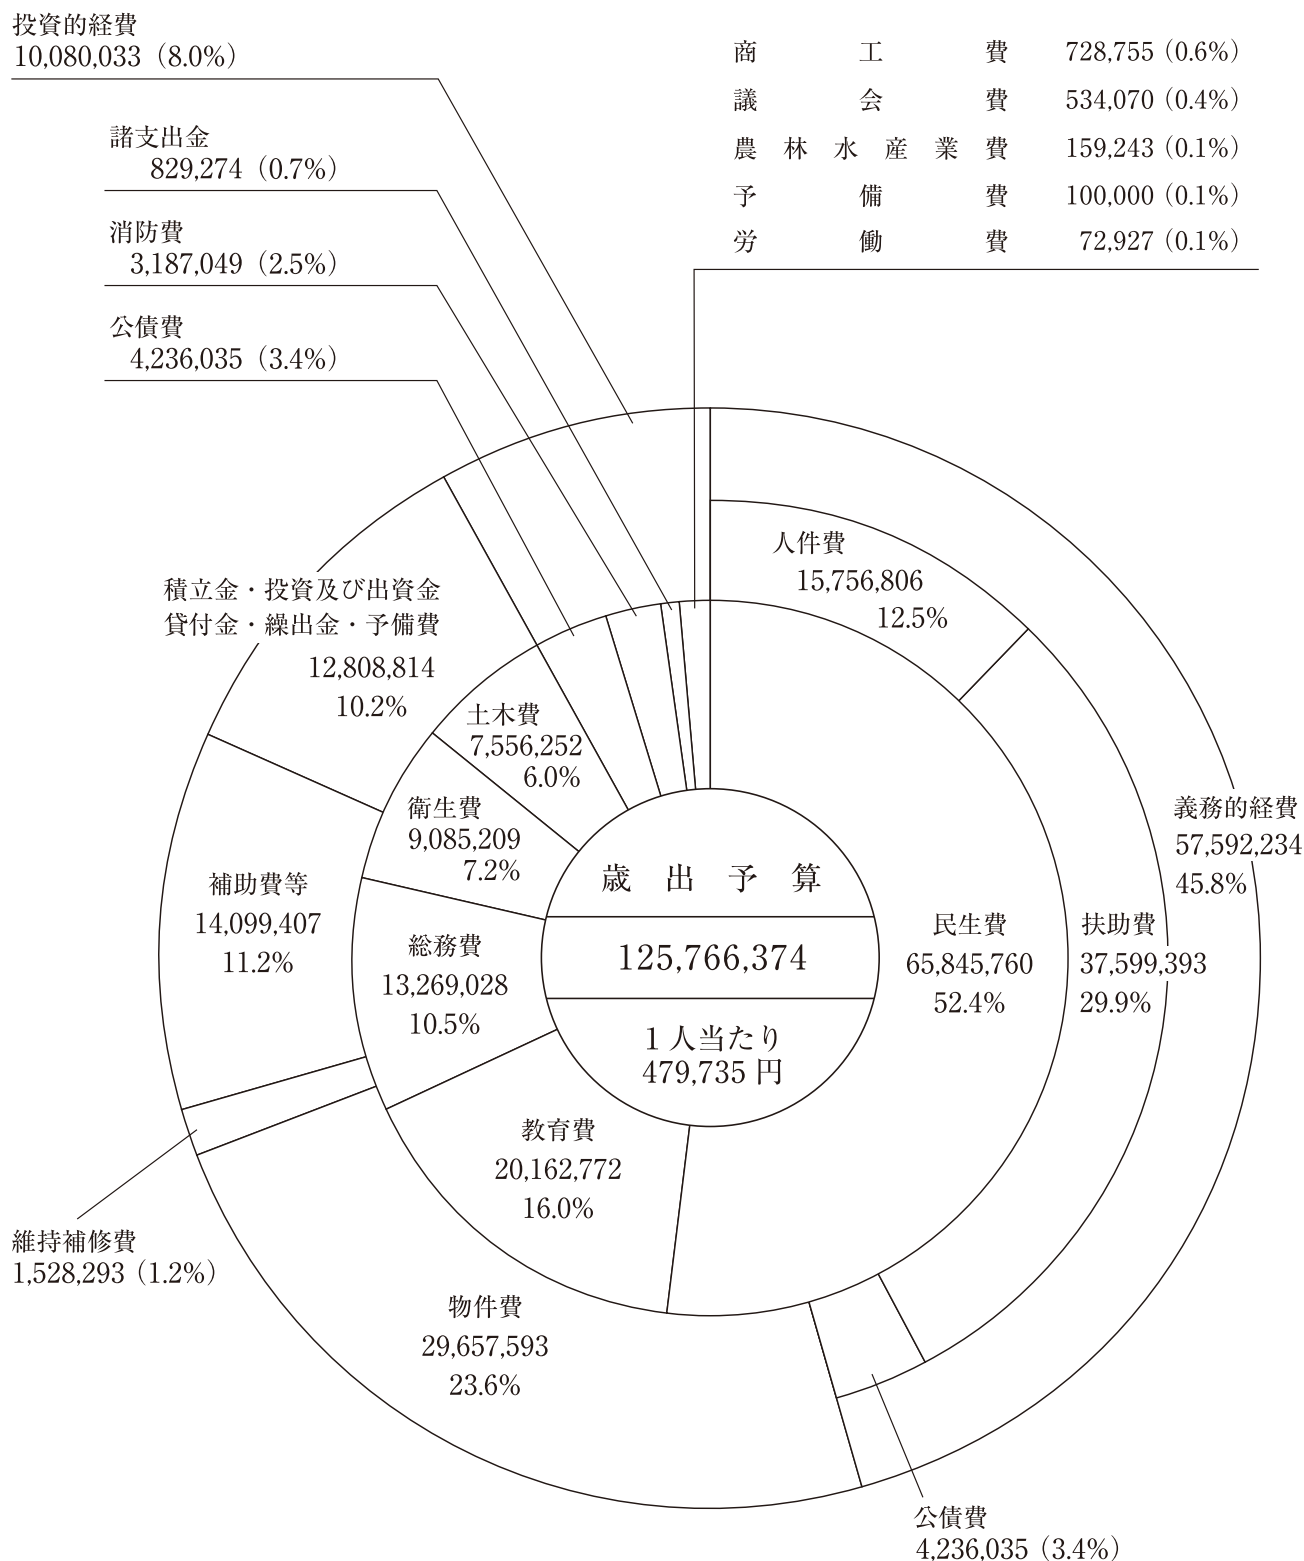 投資的経費
10,080,033（8.0%）
諸支出金
829,274（0.7%）
消防費
3,187,049（2.5%）
公債費
4,236,035（3.4%）
商工費 728,755（0.6%）
議会費 534,070（0.4%）
農林水産業費 159,243（0.1%）
予備費 100,000（0.1%）
労働費 72,927（0.1%）
人件費
15,756,806
12.5%
積立金・投資及び出資金
貸付金・繰出金・予備費
12,808,814
10.2%
土木費
7,556,252
6.0%
衛生費
9,085,209
7.2%
義務的経費
57,592,234
45.8%
補助費等
14,099,407
11.2%
総務費
13,269,028
10.5%
歳出予算
125,766,374
1人当たり
479,735円
民生費
65,845,760
52.4%
扶助費
37,599,393
29.9%
教育費
20,162,772
16.0%
維持補修費
1,528,293（1.2%）
物件費
29,657,593
23.6%
公債費
4,236,035（3.4%）